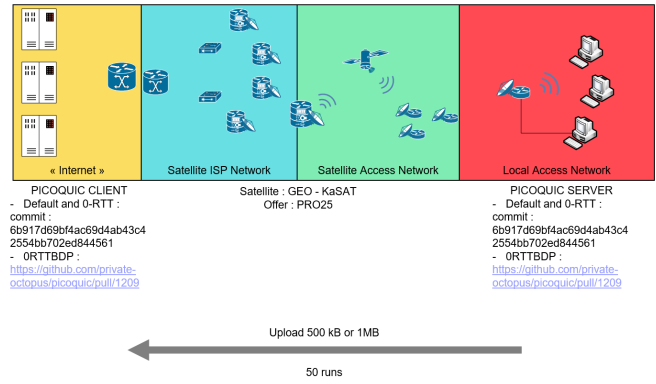 « Internet »
Satellite ISP Network
Satellite Access Network
Local Access Network
PICOQUIC CLIENT
- Default and 0-RTT :
commit :
6b917d69bf4ac69d4ab43c4
2554bb702ed844561
- 0RTTBDP :
https://github.com/private-
octopus/picoquic/pull/1209
Satellite : GEO - KaSAT
Offer : PRO25
PICOQUIC SERVER
- Default and 0-RTT :
commit :
6b917d69bf4ac69d4ab43c4
2554bb702ed844561
- 0RTTBDP :
https://github.com/private-
octopus/picoquic/pull/1209
Upload 500 kB or 1MB
50 runs